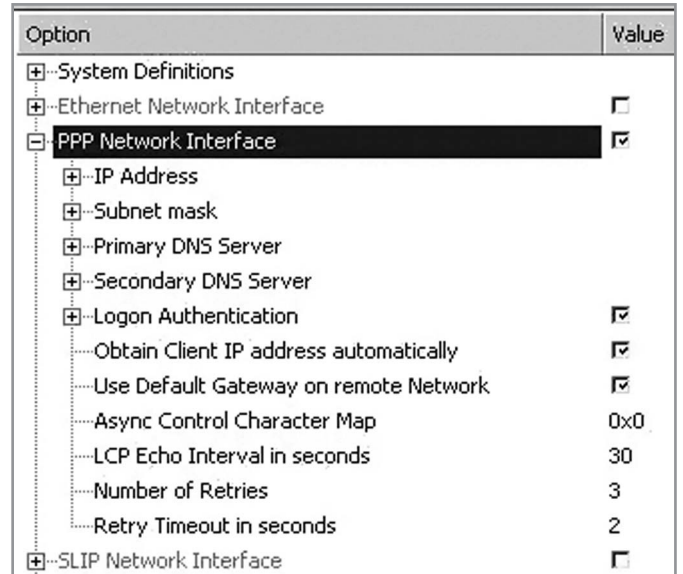 Option Value
System Definitions
Ethernet Network Interface
PPP Network Interface
IP Address
Subnet mask
Primary DNS Server
Secondary DNS Server
Logon Authentication
Obtain Client IP address automatically
Use Default Gateway on remote Network
Async Control Character Map 0x0
LCP Echo Interval in seconds 30
Number of Retries 3
Retry Timeout in seconds 2
SLIP Network Interface